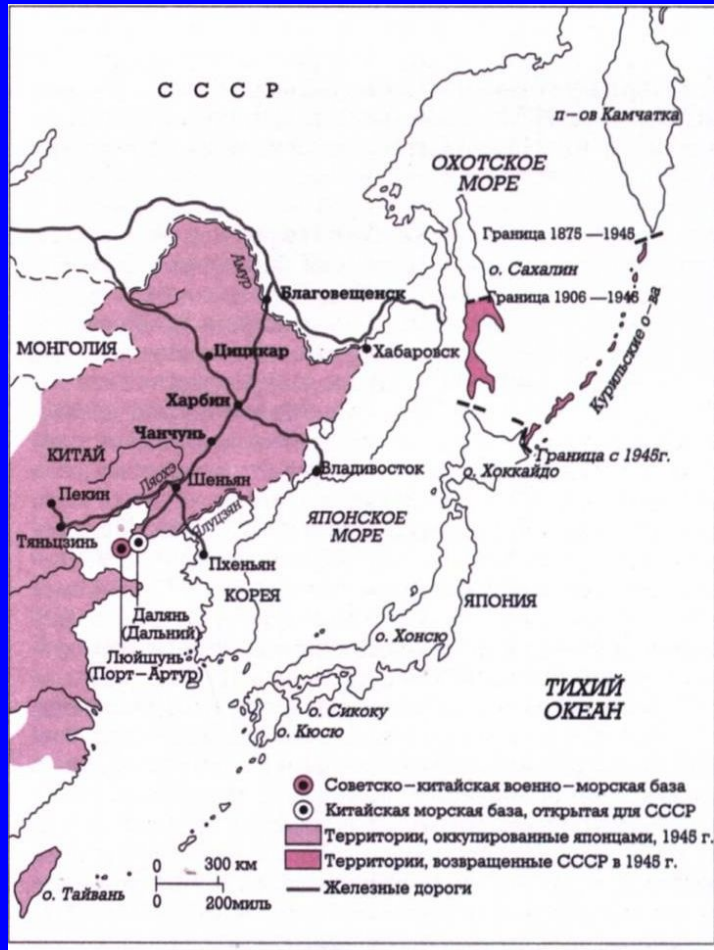 С С С Р
п-ов Камчатка
ОХОТСКОЕ
МОРЕ
Граница 1875 —1945
о. Сахалин
Граница 1906 —1945
Курильские о-ва
Амур
Благовещенск
МОНГОЛИЯ
Цицикар
Хабаровск
Харбин
Чанчунь
КИТАЙ
Граница с 1945г.
о. Хоккайдо
Владивосток
Ляохэ
Шеньян
Пекин
Ялуцзян
ЯПОНСКОЕ
МОРЕ
Тяньцзинь
Пхеньян
КОРЕЯ
ЯПОНИЯ
Далянь
(Дальний)
Люйшунь
(Порт-Артур)
о. Хонсю
ТИХИЙ
ОКЕАН
о. Сикоку
о. Кюсю
Советско-китайская военно-морская база
Китайская морская база, открытая для СССР
Территории, оккупированные японцами, 1945 г.
Территории, возвращенные СССР в 1945 г.
Железные дороги
0 300 км
0 200миль
о. Тайвань